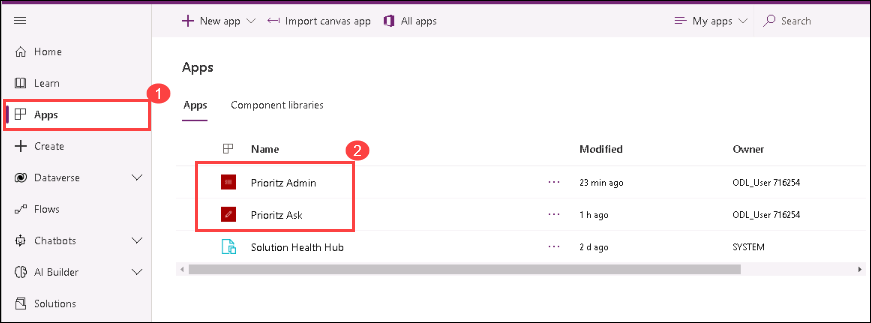 New app
Import canvas app
All apps
My apps
Search
Home
Learn
Apps
1
Create
Dataverse
Flows
Chatbots
AI Builder
Solutions
Apps
Apps
Component libraries
Name
2
Modified
Owner
Prioritz Admin
...
23 min ago
ODL_User 716254
Prioritz Ask
...
1 h ago
ODL_User 716254
Solution Health Hub
...
2 d ago
SYSTEM